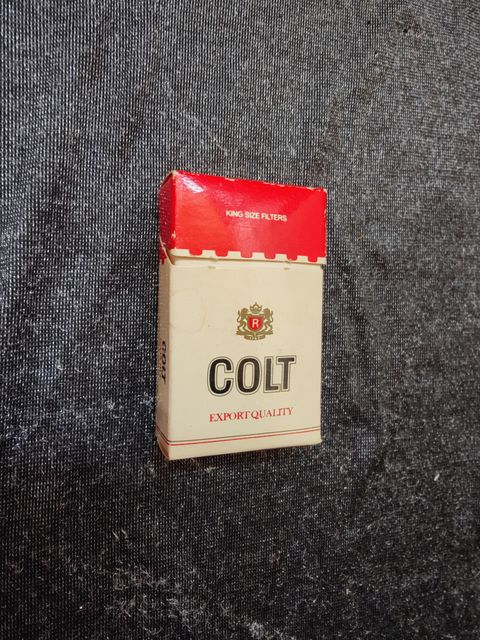 KING SIZE FILTERS
R
COLT
EXPORT QUALITY
COLT